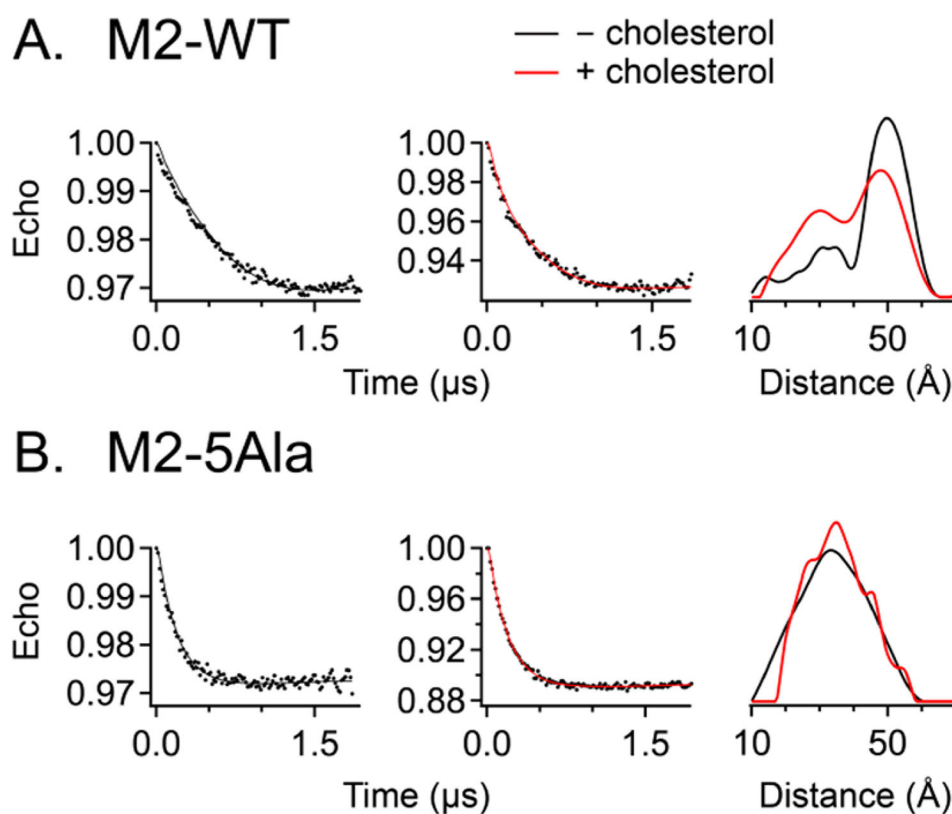 A. M2-WT
− cholesterol
+ cholesterol
Echo
1.00
0.99
0.98
0.97
0.0 1.5
1.00
0.98
0.96
0.94
0.0 1.5
Time (µs)
10 50
Distance (Å)
B. M2-5Ala
Echo
1.00
0.99
0.98
0.97
0.0 1.5
1.00
0.96
0.92
0.88
0.0 1.5
Time (µs)
10 50
Distance (Å)